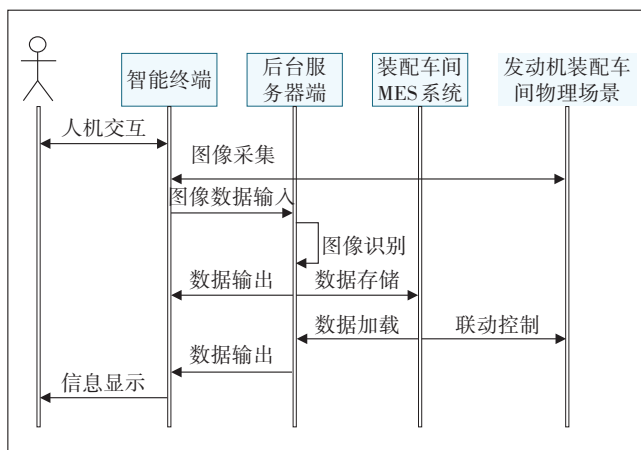 智能终端
后台服
务器端
装配车间
MES系统
发动机装配车
间物理场景
人机交互
图像采集
图像数据输入
图像识别
数据输出
数据存储
数据加载
联动控制
数据输出
信息显示